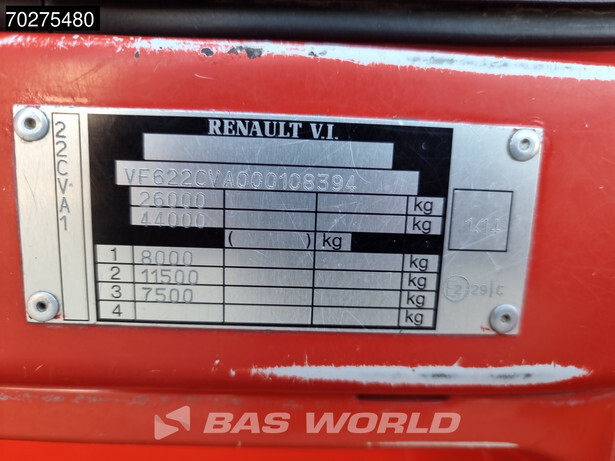 70275480
RENAULT V.I.
22CVA1
VF622CVA000108394
26000 kg
44000 kg
( ) kg
1 8000 kg
2 11500 kg
3 7500 kg
4 kg
29 C
BAS WORLD